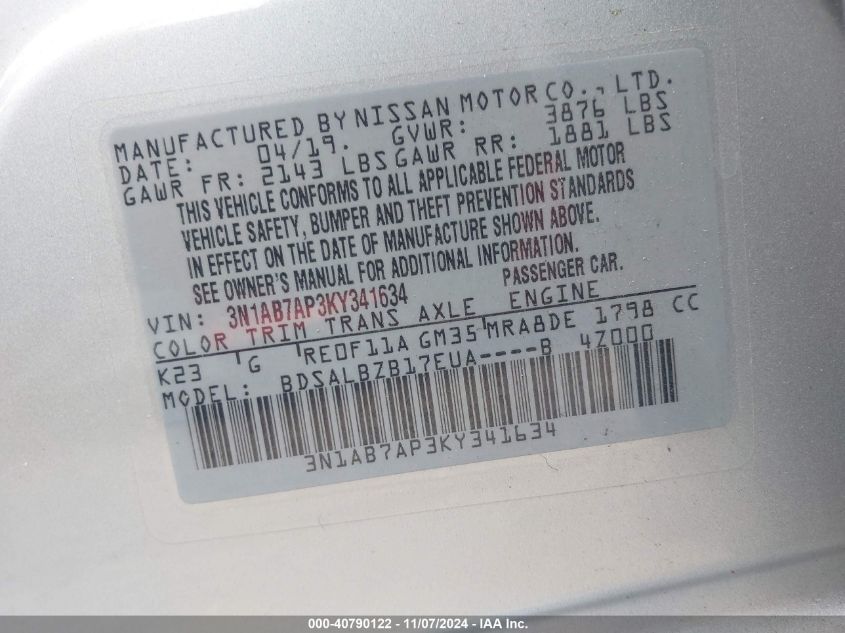 MANUFACTURED BY NISSAN MOTOR CO., LTD.
DATE: 04/19. GVWR: 3876 LBS
GAWR FR: 2143 LBS GAWR RR: 1881 LBS
THIS VEHICLE CONFORMS TO ALL APPLICABLE FEDERAL MOTOR
VEHICLE SAFETY, BUMPER AND THEFT PREVENTION STANDARDS
IN EFFECT ON THE DATE OF MANUFACTURE SHOWN ABOVE.
SEE OWNER'S MANUAL FOR ADDITIONAL INFORMATION.
VIN: 3N1AB7AP3KY341634 PASSENGER CAR.
COLOR TRIM TRANS AXLE ENGINE
K23 G RE0F11A GM35 MRA8DE 1798 CC
MODEL: BDSALBZB17EUA----B 4Z000
3N1AB7AP3KY341634
000-40790122 - 11/07/2024 - IAA Inc.